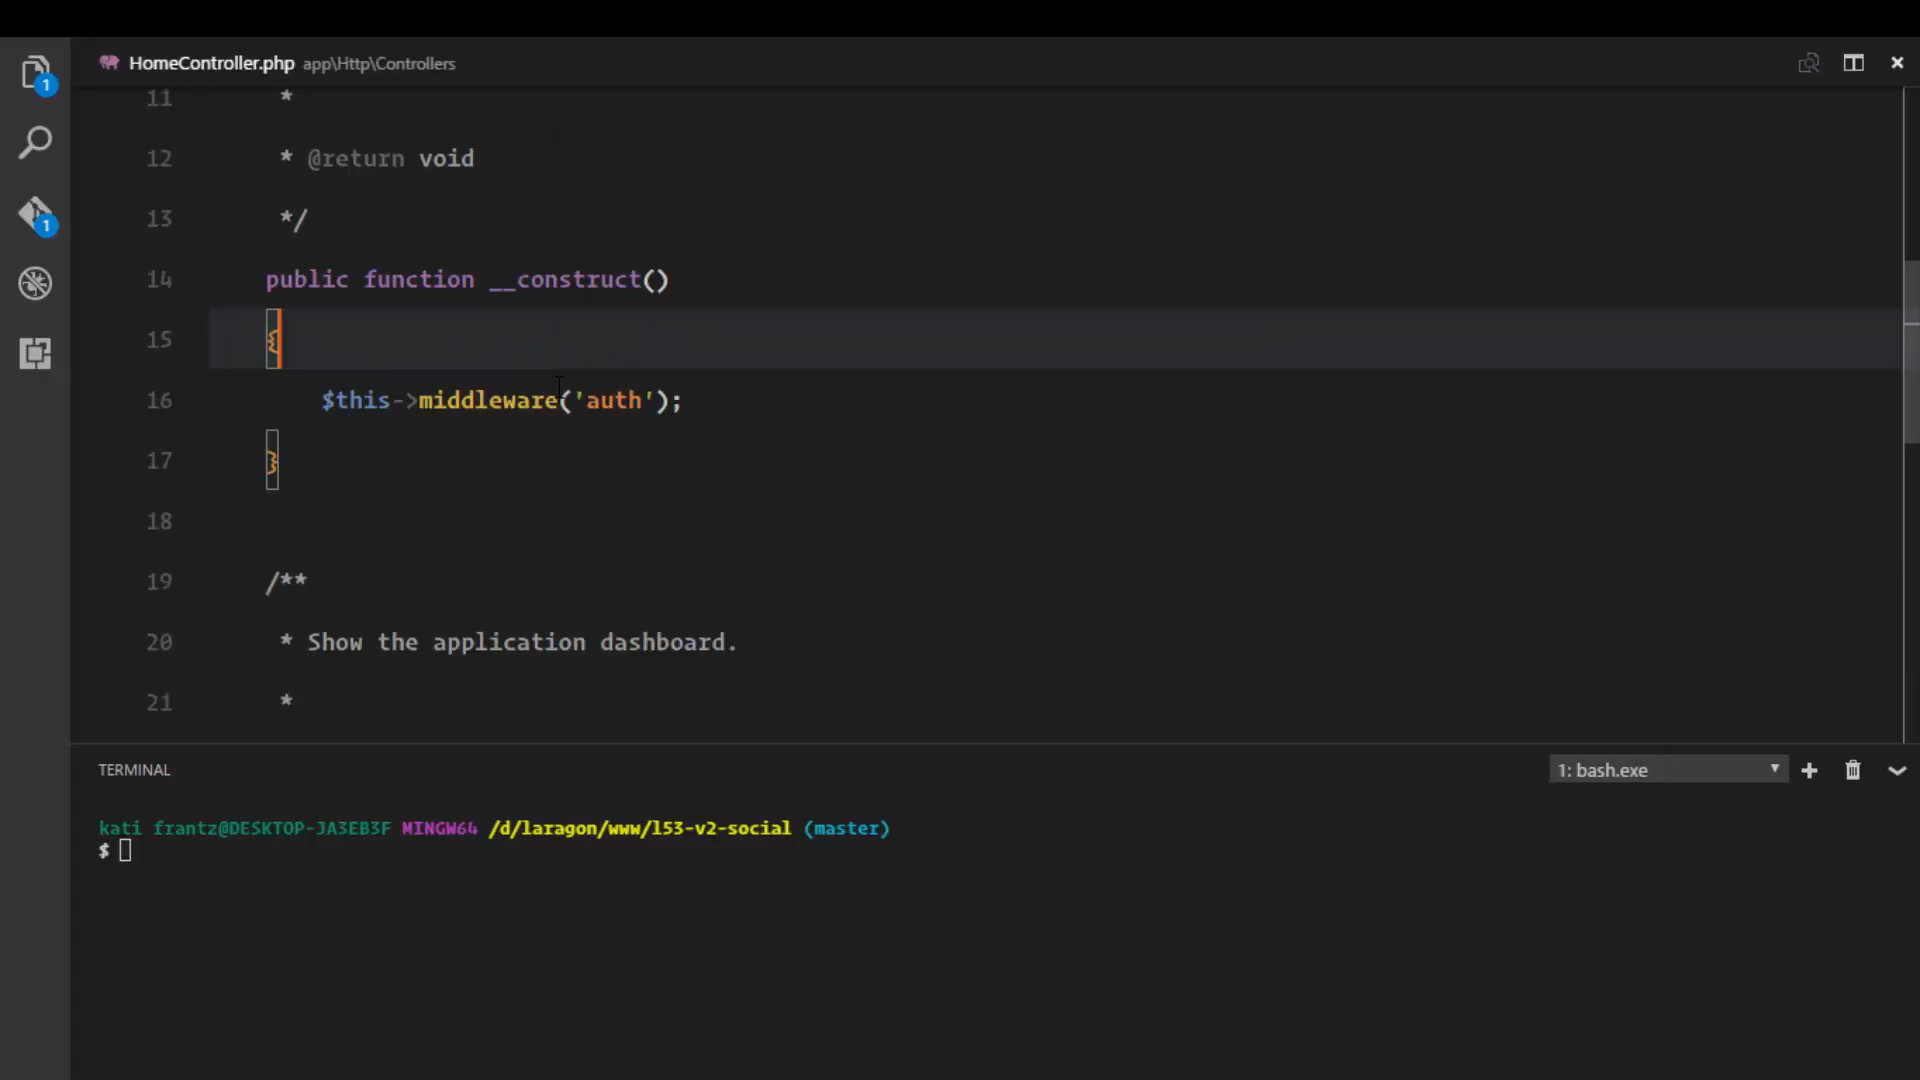 HomeController.php app\Http\Controllers
1
1
11 *
12 * @return void
13 */
14 public function __construct()
15 {
16 $this->middleware('auth');
17 }
18
19 /**
20 * Show the application dashboard.
21 *
TERMINAL
1: bash.exe
kati frantz@DESKTOP-JA3EB3F MINGW64 /d/laragon/www/l53-v2-social (master)
$